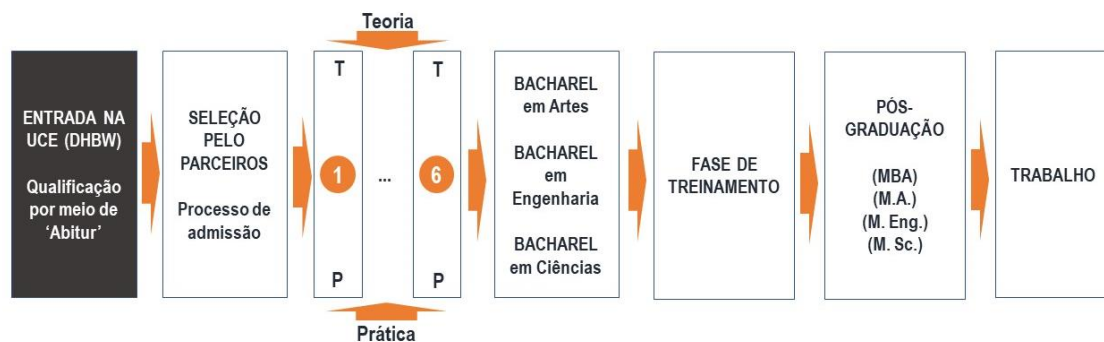 Teoria
ENTRADA NA
UCE (DHBW)
Qualificação
por meio de
‘Abitur’
SELEÇÃO
PELO
PARCEIROS
Processo de
admissão
T
1
P
...
T
6
P
Prática
BACHAREL
em Artes
BACHAREL
em
Engenharia
BACHAREL
em Ciências
FASE DE
TREINAMENTO
PÓS-
GRADUAÇÃO
(MBA)
(M.A.)
(M. Eng.)
(M. Sc.)
TRABALHO